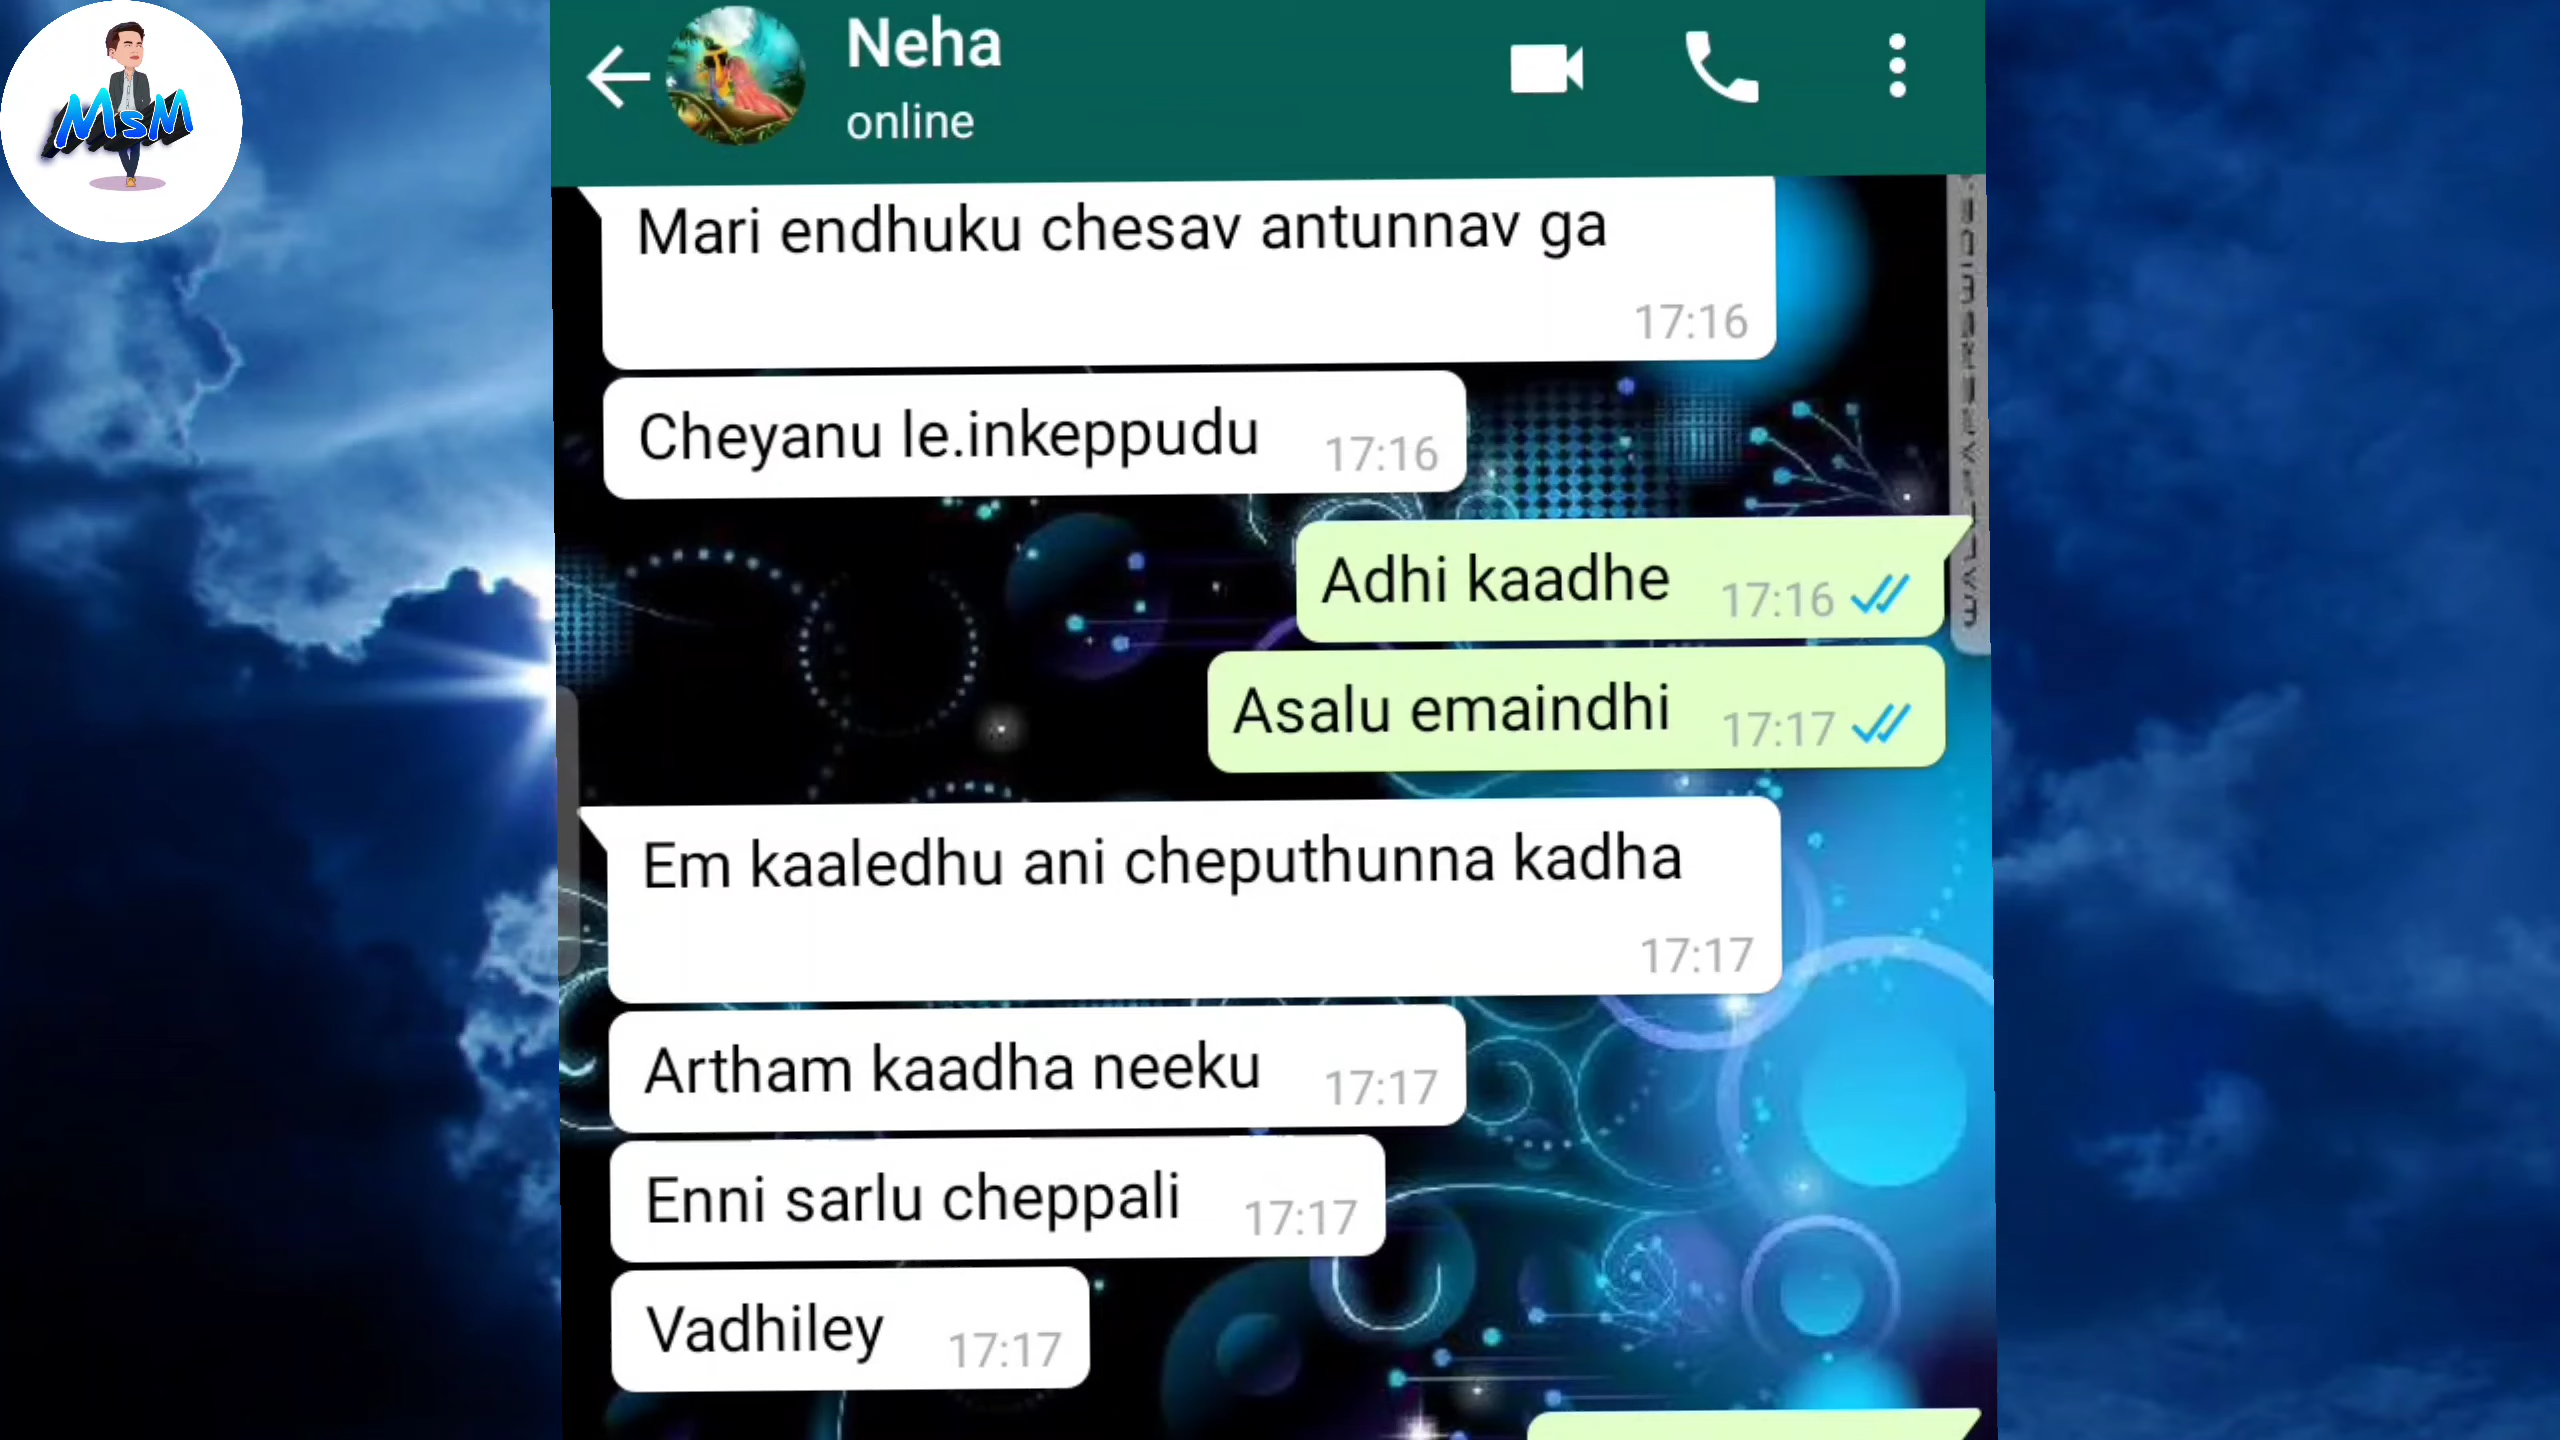 MsM
Neha
online
Mari endhuku chesav antunnav ga
17:16
Cheyanu le.inkeppudu 17:16
Adhi kaadhe 17:16
Asalu emaindhi 17:17
Em kaaledhu ani cheputhunna kadha
17:17
Artham kaadha neeku 17:17
Enni sarlu cheppali 17:17
Vadhiley 17:17